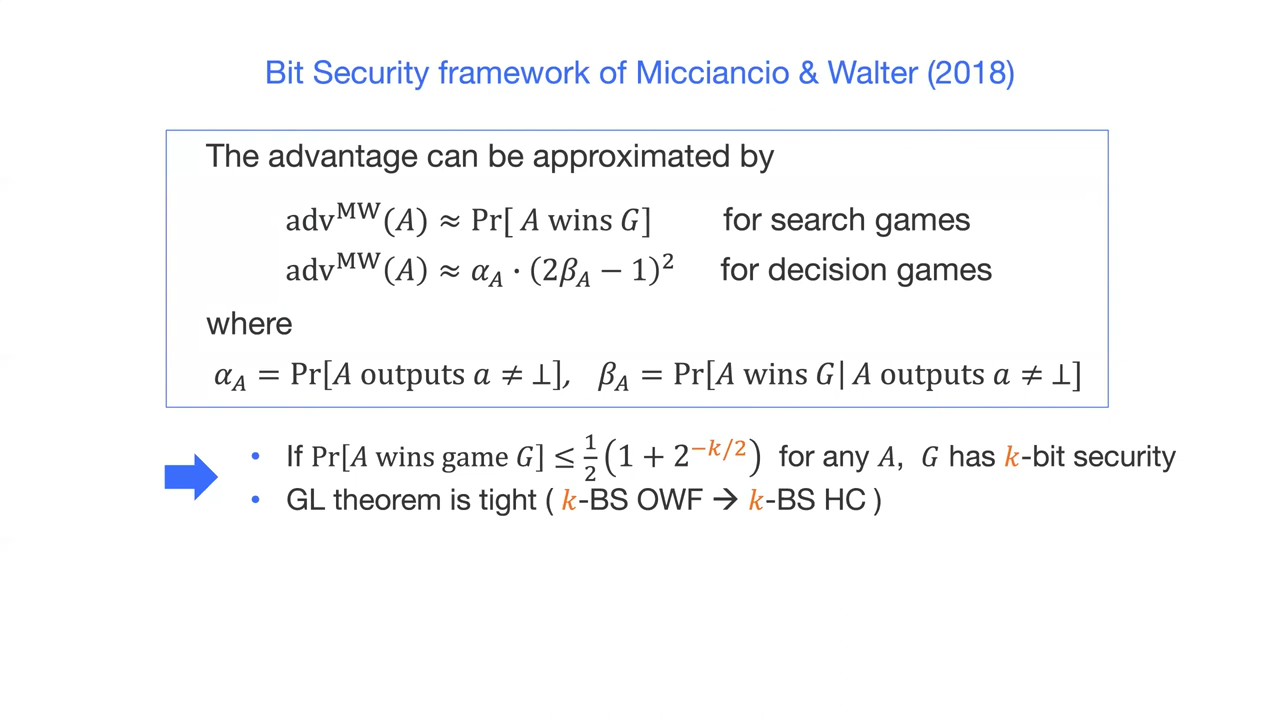 Bit Security framework of Micciancio & Walter (2018)
The advantage can be approximated by
adv^MW(A) ≈ Pr[ A wins G] for search games
adv^MW(A) ≈ α_A · (2β_A − 1)² for decision games
where
α_A = Pr[A outputs a ≠ ⊥], β_A = Pr[A wins G| A outputs a ≠ ⊥]
• If Pr[A wins game G] ≤ 1/2 (1 + 2^{−k/2}) for any A, G has k-bit security
• GL theorem is tight ( k-BS OWF → k-BS HC )